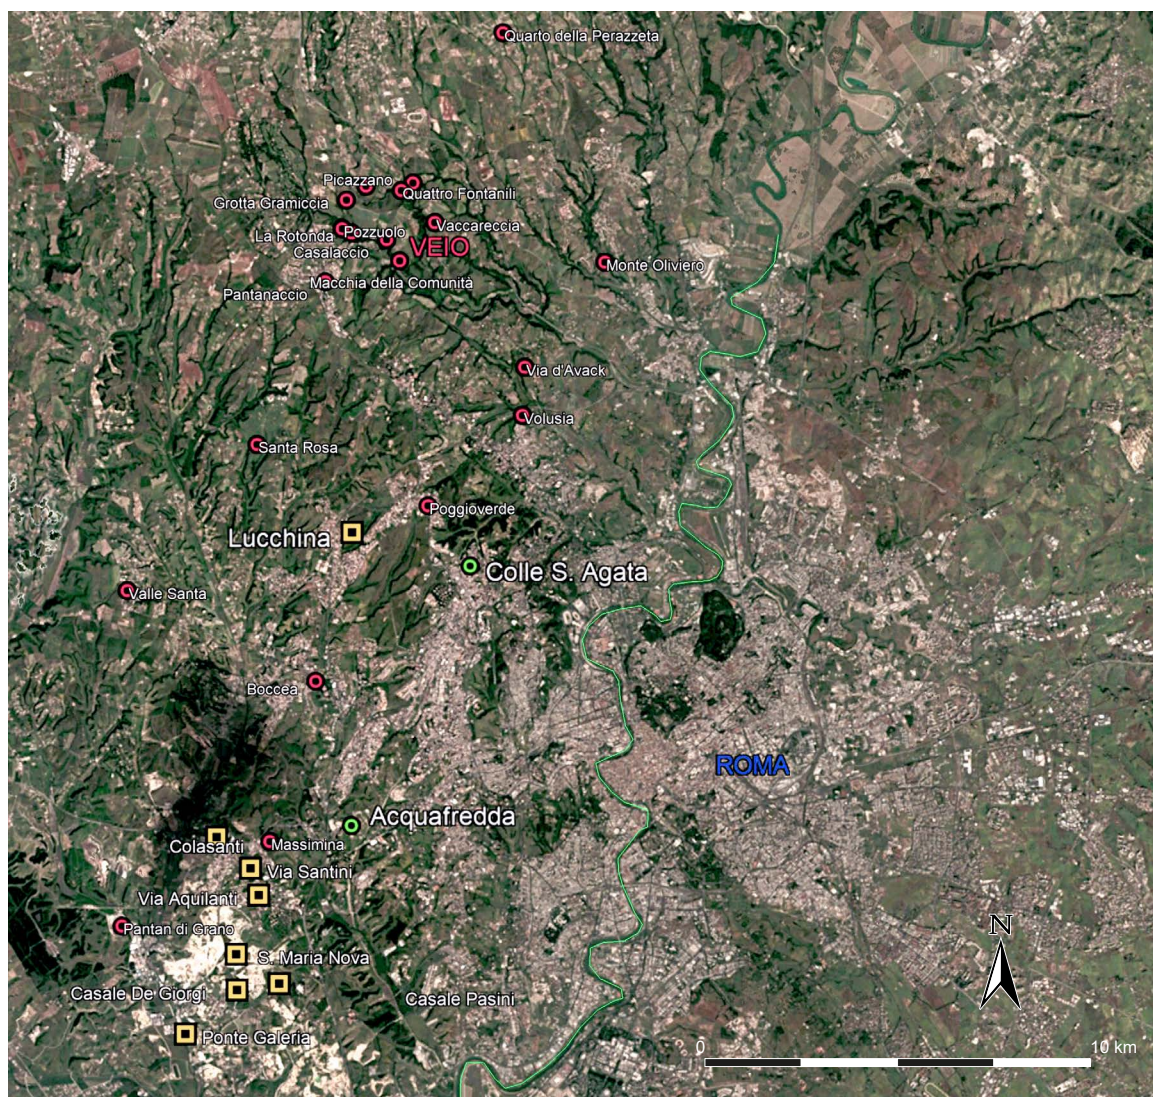 Quarto della Perazzeta
Picazzano
Quattro Fontanili
Grotta Gramiccia
Vaccareccia
La Rotonda
Pozzuolo
VEIO
Casalaccio
Monte Oliviero
Macchia della Comunità
Pantanaccio
Via d'Avack
Volusia
Santa Rosa
Poggioverde
Lucchina
Colle S. Agata
Valle Santa
Boccea
ROMA
Acquafredda
Colasanti
Massimina
Via Santini
Via Aquilanti
Pantan di Grano
N
S. Maria Nova
Casale De Giorgi
Casale Pasini
Ponte Galeria
0
10 km